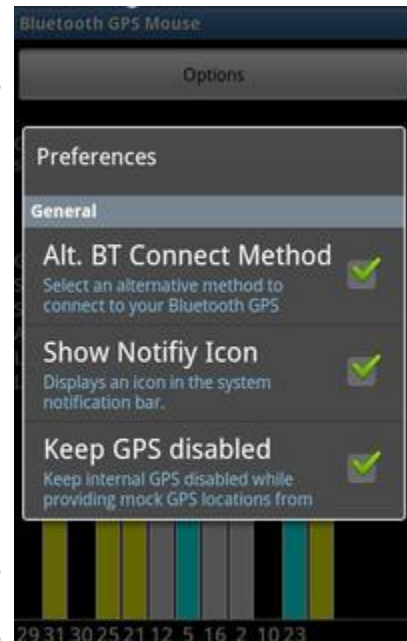 Bluetooth GPS Mouse
Options
Preferences
General
Alt. BT Connect Method
Select an alternative method to
connect to your Bluetooth GPS
Show Notifiy Icon
Displays an icon in the system
notification bar.
Keep GPS disabled
Keep internal GPS disabled while
providing mock GPS locations from
29 31 30 25 21 12 5 16 2 10 23